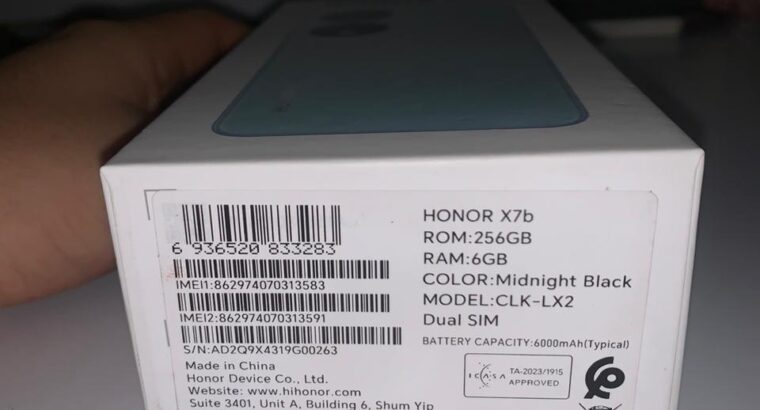 6 936520 833283
IMEI1:862974070313583
IMEI2:862974070313591
S/N:AD2Q9X4319G00263
Made in China
Honor Device Co., Ltd.
Website: www.hihonor.com
Suite 3401, Unit A, Building 6, Shum Yip
HONOR X7b
ROM:256GB
RAM:6GB
COLOR:Midnight Black
MODEL:CLK-LX2
Dual SIM
BATTERY CAPACITY:6000mAh(Typical)
ICASA
TA-2023/1915
APPROVED